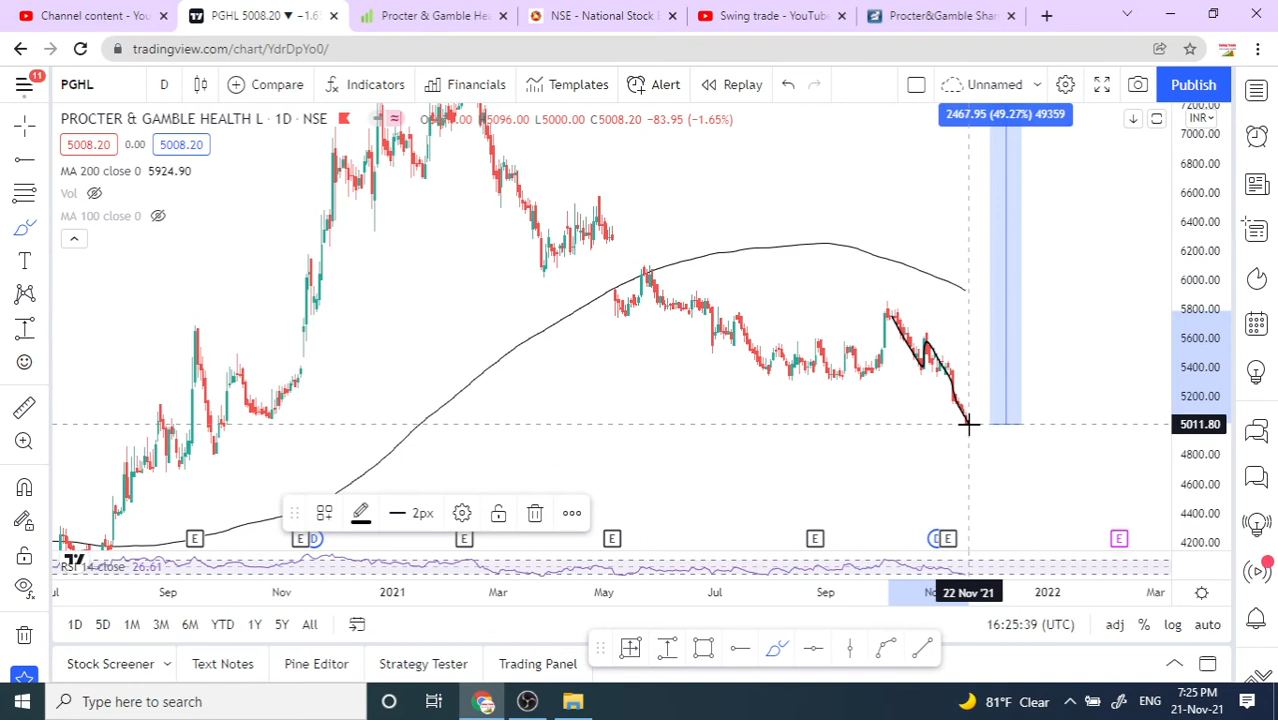 Channel content - You
PGHL 5008.20 ▼ −1.6
Procter & Gamble Hea
NSE - National Stock E
Swing trade - YouTube
Procter&Gamble Shar
tradingview.com/chart/YdrDpYo0/
11
PGHL
D
Compare
Indicators
Financials
Templates
Alert
Replay
Unnamed
Publish
PROCTER & GAMBLE HEALTH L · 1D · NSE
5096.00 L5000.00 C5008.20 −83.95 (−1.65%)
2467.95 (49.27%) 49359
INR
5008.20
0.00
5008.20
MA 200 close 0 5924.90
Vol
MA 100 close 0
7200.00
7000.00
6800.00
6600.00
6400.00
6200.00
6000.00
5800.00
5600.00
5400.00
5200.00
5011.80
4800.00
4600.00
4400.00
4200.00
2px
E
E
D
E
E
E
E
E
RSI 14 close 26.61
Sep
Nov
2021
Mar
May
Jul
Sep
22 Nov '21
2022
Mar
1D
5D
1M
3M
6M
YTD
1Y
5Y
All
16:25:39 (UTC)
adj
%
log
auto
Stock Screener
Text Notes
Pine Editor
Strategy Tester
Trading Panel
Type here to search
81°F Clear
ENG
7:25 PM
21-Nov-21